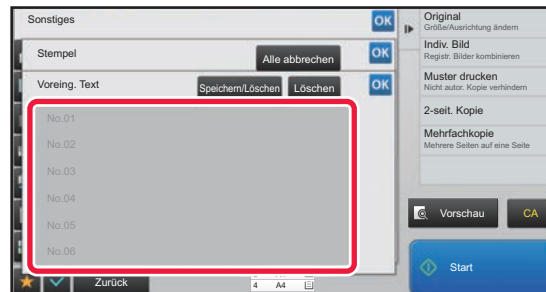 Sonstiges
OK
Stempel
Alle abbrechen
OK
Voreing. Text
Speichern/Löschen
Löschen
OK
No.01
No.02
No.03
No.04
No.05
No.06
Zurück
4 A4
Original
Größe/Ausrichtung ändern
Indiv. Bild
Registr. Bilder kombinieren
Muster drucken
Nicht autor. Kopie verhindern
2-seit. Kopie
Mehrfachkopie
Mehrere Seiten auf eine Seite
Vorschau
CA
Start